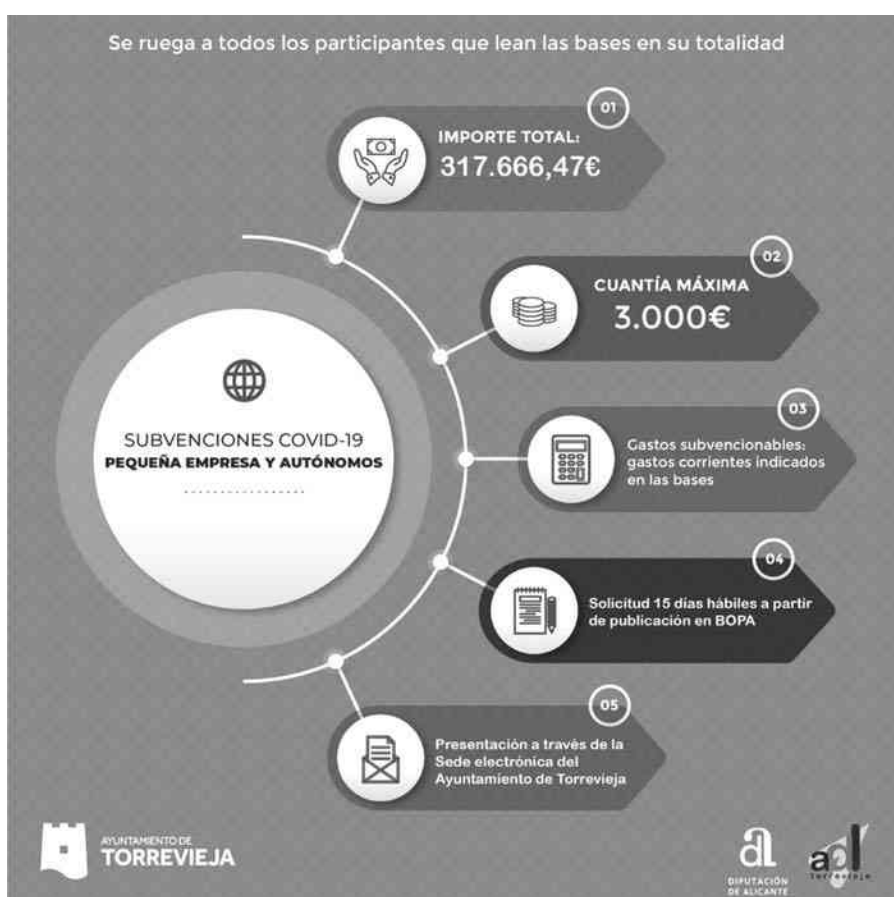 Se ruega a todos los participantes que lean las bases en su totalidad
01
IMPORTE TOTAL:
317.666,47€
02
CUANTÍA MÁXIMA
3.000€
SUBVENCIONES COVID-19
PEQUEÑA EMPRESA Y AUTÓNOMOS
03
Gastos subvencionables:
gastos corrientes indicados
en las bases
04
Solicitud 15 días hábiles a partir
de publicación en BOPA
05
Presentación a través de la
Sede electrónica del
Ayuntamiento de Torrevieja
AYUNTAMIENTO DE
TORREVIEJA
DIPUTACIÓN
DE ALICANTE
adl
torrevieja